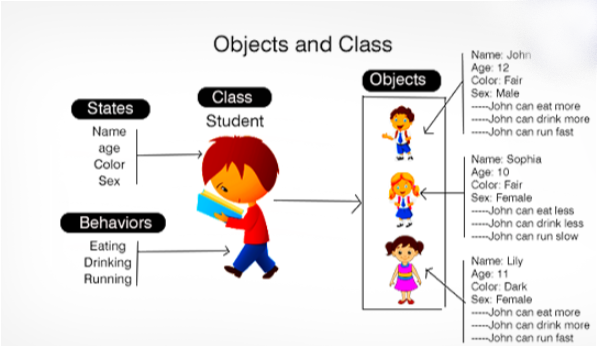 Objects and Class
States
Name
age
Color
Sex
Behaviors
Eating
Drinking
Running
Class
Student
Objects
Name: John
Age: 12
Color: Fair
Sex: Male
-----John can eat more
-----John can drink more
-----John can run fast
Name: Sophia
Age: 10
Color: Fair
Sex: Female
-----John can eat less
-----John can drink less
-----John can run slow
Name: Lily
Age: 11
Color: Dark
Sex: Female
-----John can eat more
-----John can drink more
-----John can run fast